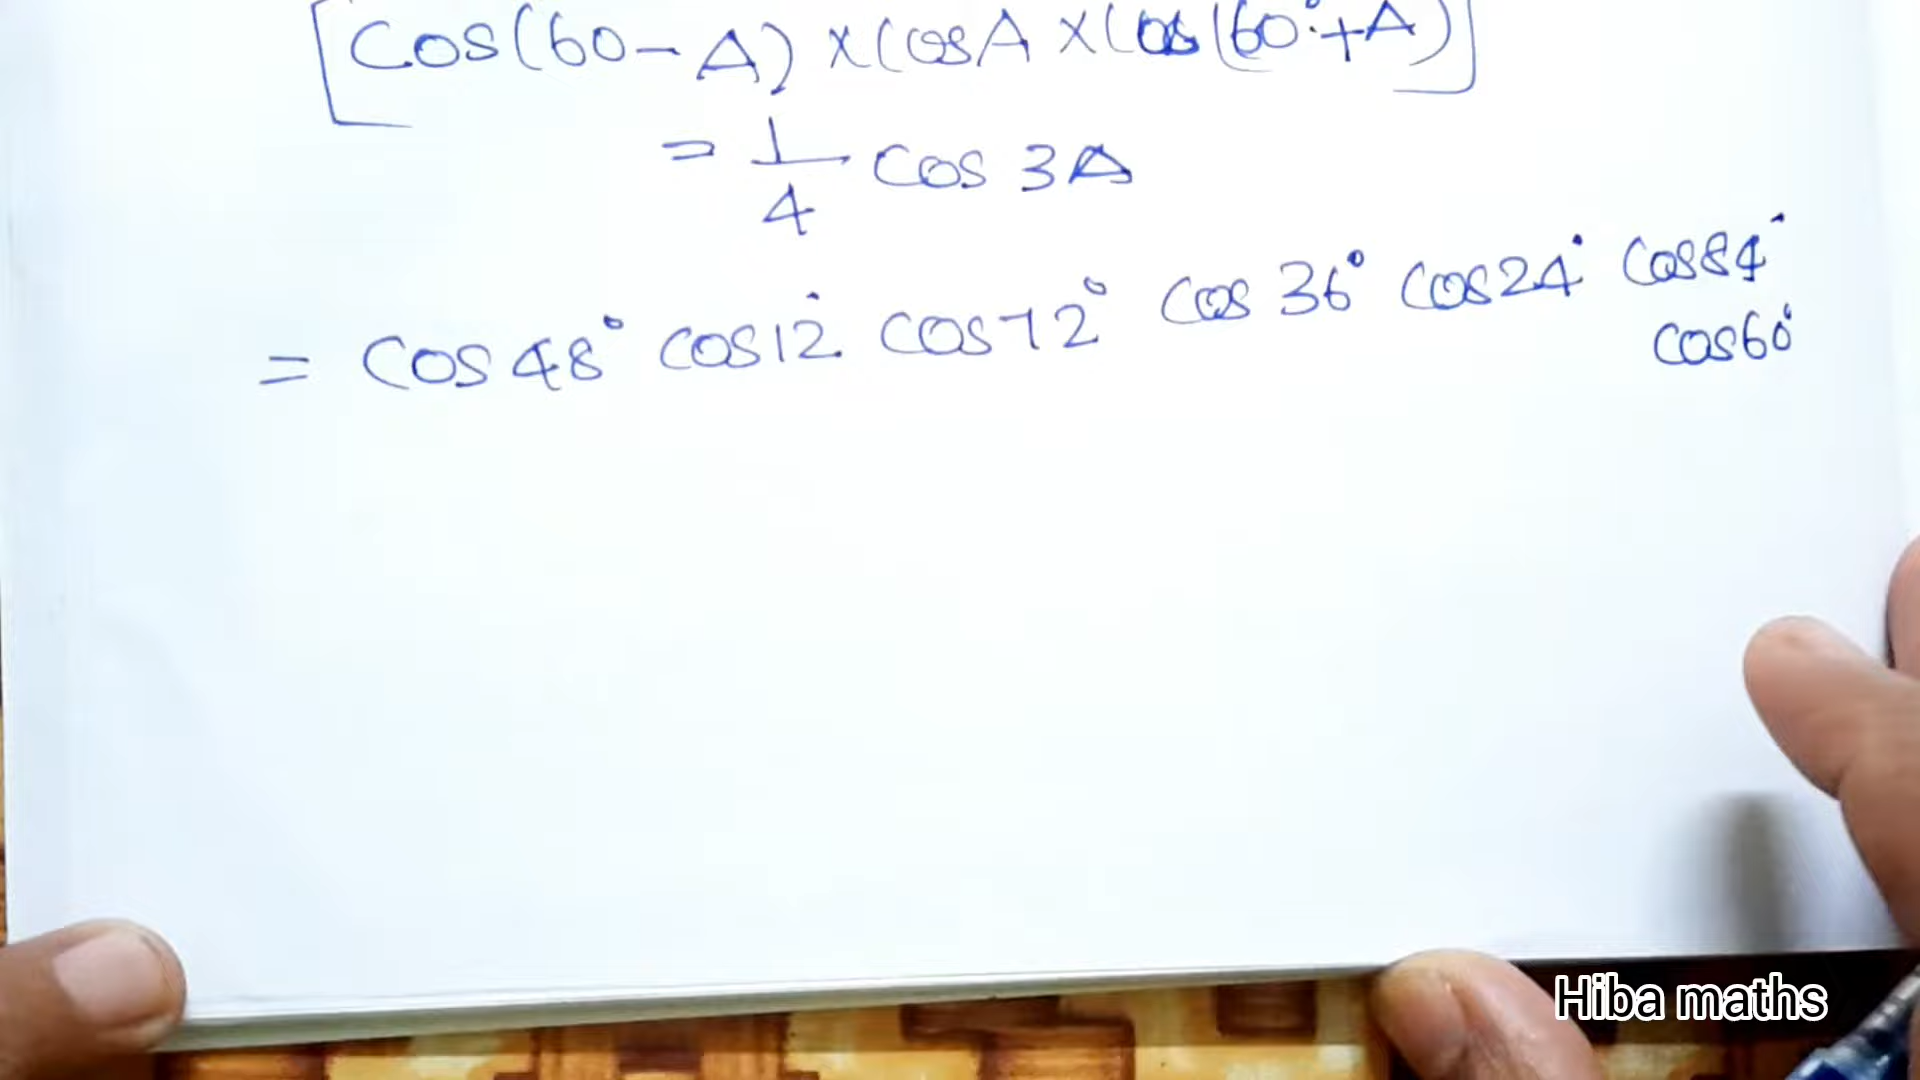 [Cos(60-A) x Cos A x Cos(60°+A)]
= 1/4 Cos 3A
= Cos 48° cos 12° cos 72° Cos 36° Cos 24° Cos 84°
cos 60°
Hiba maths